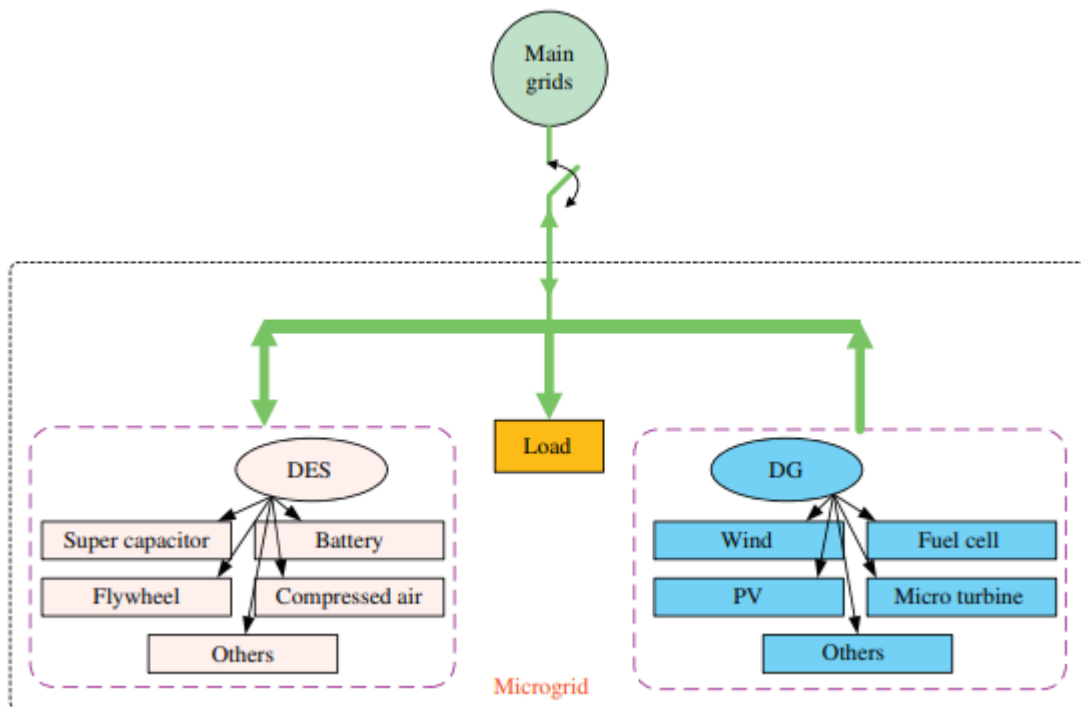 Main
grids
Load
DES
Super capacitor
Battery
Flywheel
Compressed air
Others
DG
Wind
Fuel cell
PV
Micro turbine
Others
Microgrid